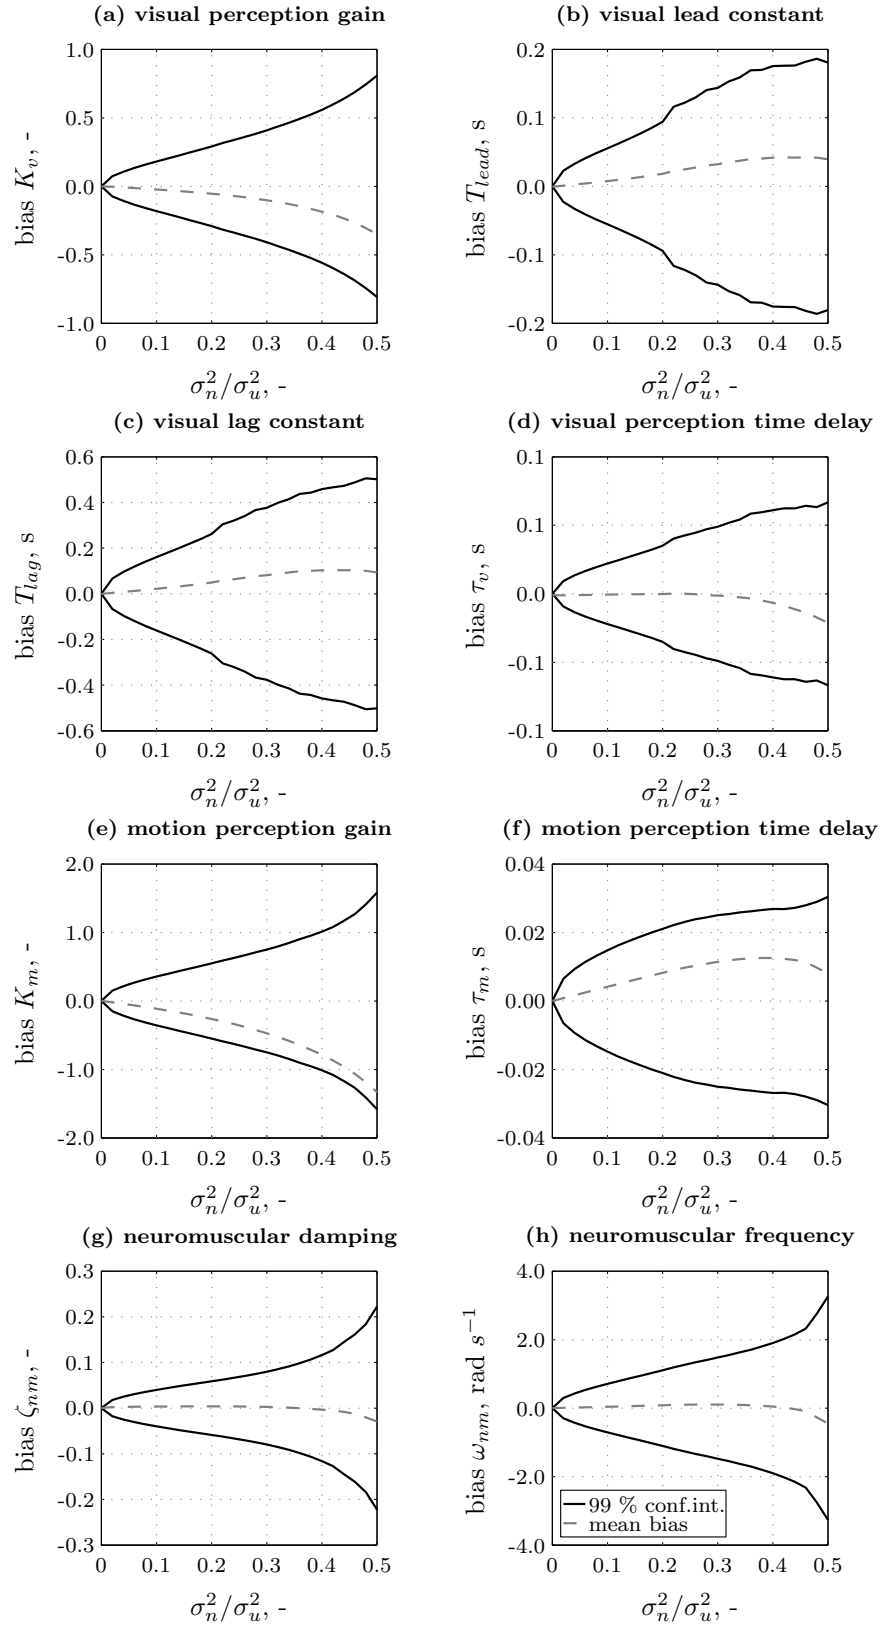 (a) visual perception gain
1.0
0.5
0.0
-0.5
-1.0
bias K_v, -
0 0.1 0.2 0.3 0.4 0.5
σ_n^2/σ_u^2, -
(b) visual lead constant
0.2
0.1
0.0
-0.1
-0.2
bias T_lead, s
0 0.1 0.2 0.3 0.4 0.5
σ_n^2/σ_u^2, -
(c) visual lag constant
0.6
0.4
0.2
0.0
-0.2
-0.4
-0.6
bias T_lag, s
0 0.1 0.2 0.3 0.4 0.5
σ_n^2/σ_u^2, -
(d) visual perception time delay
0.1
0.1
0.0
-0.1
-0.1
bias τ_v, s
0 0.1 0.2 0.3 0.4 0.5
σ_n^2/σ_u^2, -
(e) motion perception gain
2.0
1.0
0.0
-1.0
-2.0
bias K_m, -
0 0.1 0.2 0.3 0.4 0.5
σ_n^2/σ_u^2, -
(f) motion perception time delay
0.04
0.02
0.00
-0.02
-0.04
bias τ_m, s
0 0.1 0.2 0.3 0.4 0.5
σ_n^2/σ_u^2, -
(g) neuromuscular damping
0.3
0.2
0.1
0.0
-0.1
-0.2
-0.3
bias ζ_nm, -
0 0.1 0.2 0.3 0.4 0.5
σ_n^2/σ_u^2, -
(h) neuromuscular frequency
4.0
2.0
0.0
-2.0
-4.0
bias ω_nm, rad s^−1
99 % conf.int.
mean bias
0 0.1 0.2 0.3 0.4 0.5
σ_n^2/σ_u^2, -